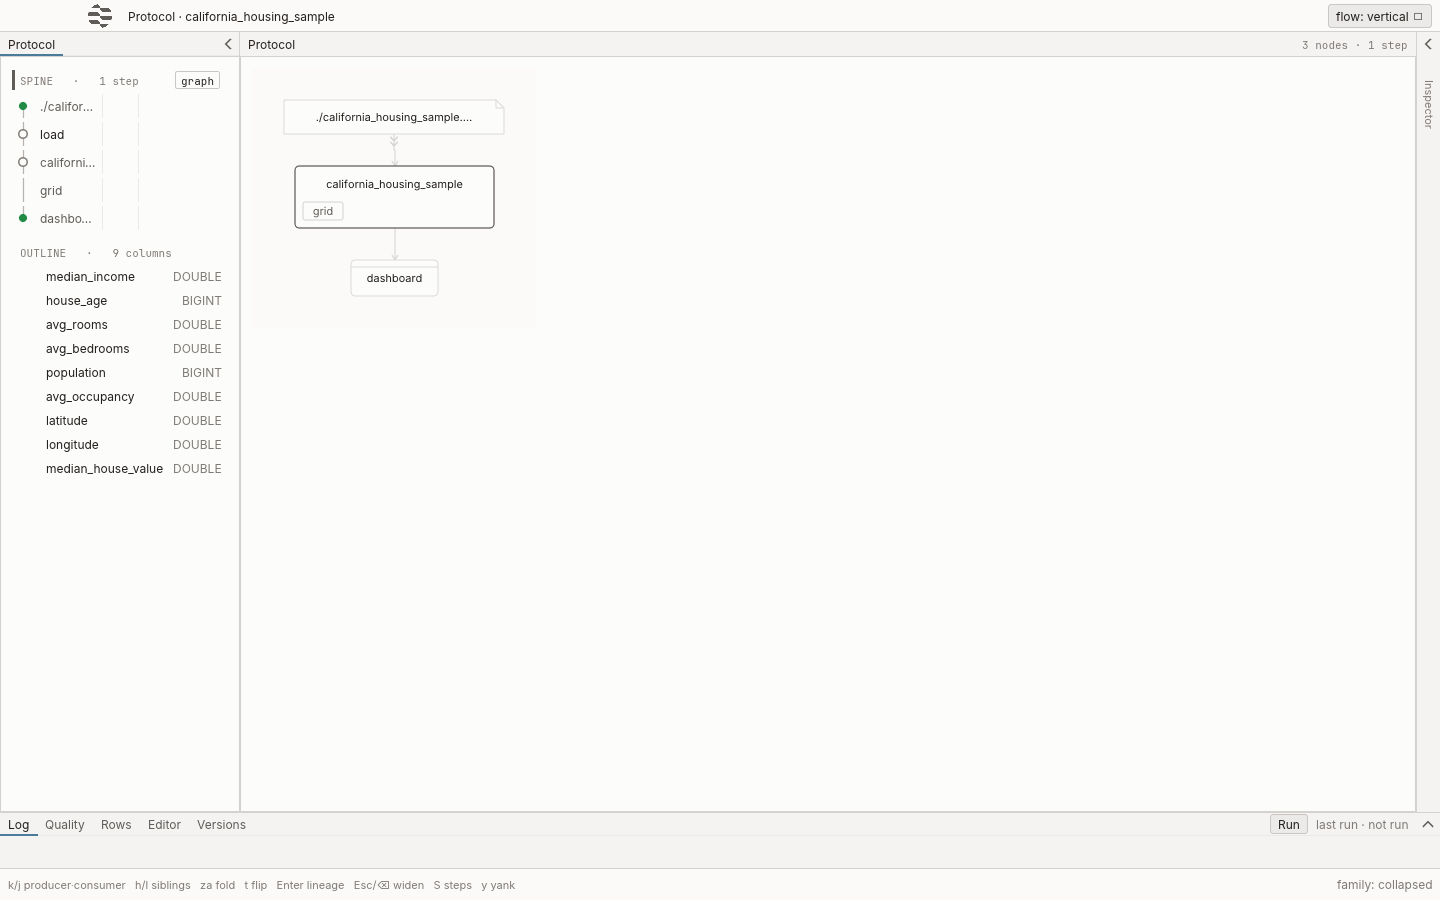 Protocol · california_housing_sample
flow: vertical
Protocol
Protocol
3 nodes · 1 step
SPINE · 1 step
graph
./califor...
load
californi...
grid
dashbo...
OUTLINE · 9 columns
median_income DOUBLE
house_age BIGINT
avg_rooms DOUBLE
avg_bedrooms DOUBLE
population BIGINT
avg_occupancy DOUBLE
latitude DOUBLE
longitude DOUBLE
median_house_value DOUBLE
./california_housing_sample....
california_housing_sample
grid
dashboard
Inspector
Log Quality Rows Editor Versions
Run last run · not run
k/j producer·consumer h/l siblings za fold t flip Enter lineage Esc/⌫ widen S steps y yank
family: collapsed